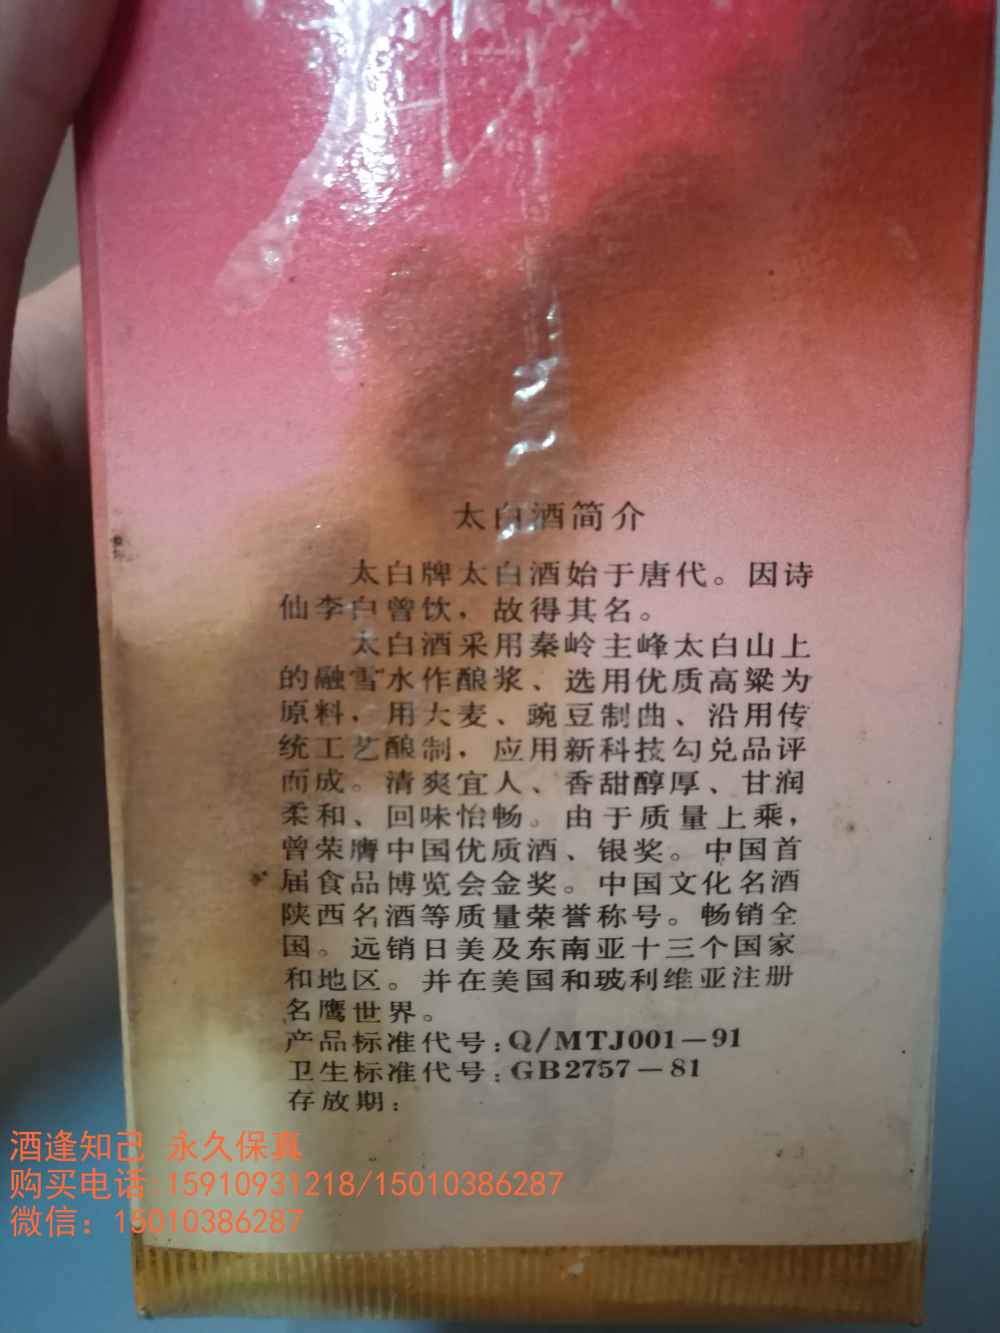 太白酒简介
太白牌太白酒始于唐代。因诗
仙李白曾饮，故得其名。
太白酒采用秦岭主峰太白山上
的融雪水作酿浆、选用优质高粱为
原料，用大麦、豌豆制曲、沿用传
统工艺酿制，应用新科技勾兑品评
而成。清爽宜人、香甜醇厚、甘润
柔和、回味怡畅。由于质量上乘，
曾荣膺中国优质酒、银奖。中国首
届食品博览会金奖。中国文化名酒
陕西名酒等质量荣誉称号。畅销全
国。远销日美及东南亚十三个国家
和地区。并在美国和玻利维亚注册
名鹰世界。
产品标准代号:Q/MTJ001－91
卫生标准代号:GB2757－81
存放期:
酒逢知己 永久保真
购买电话:15910931218/15010386287
微信：15010386287